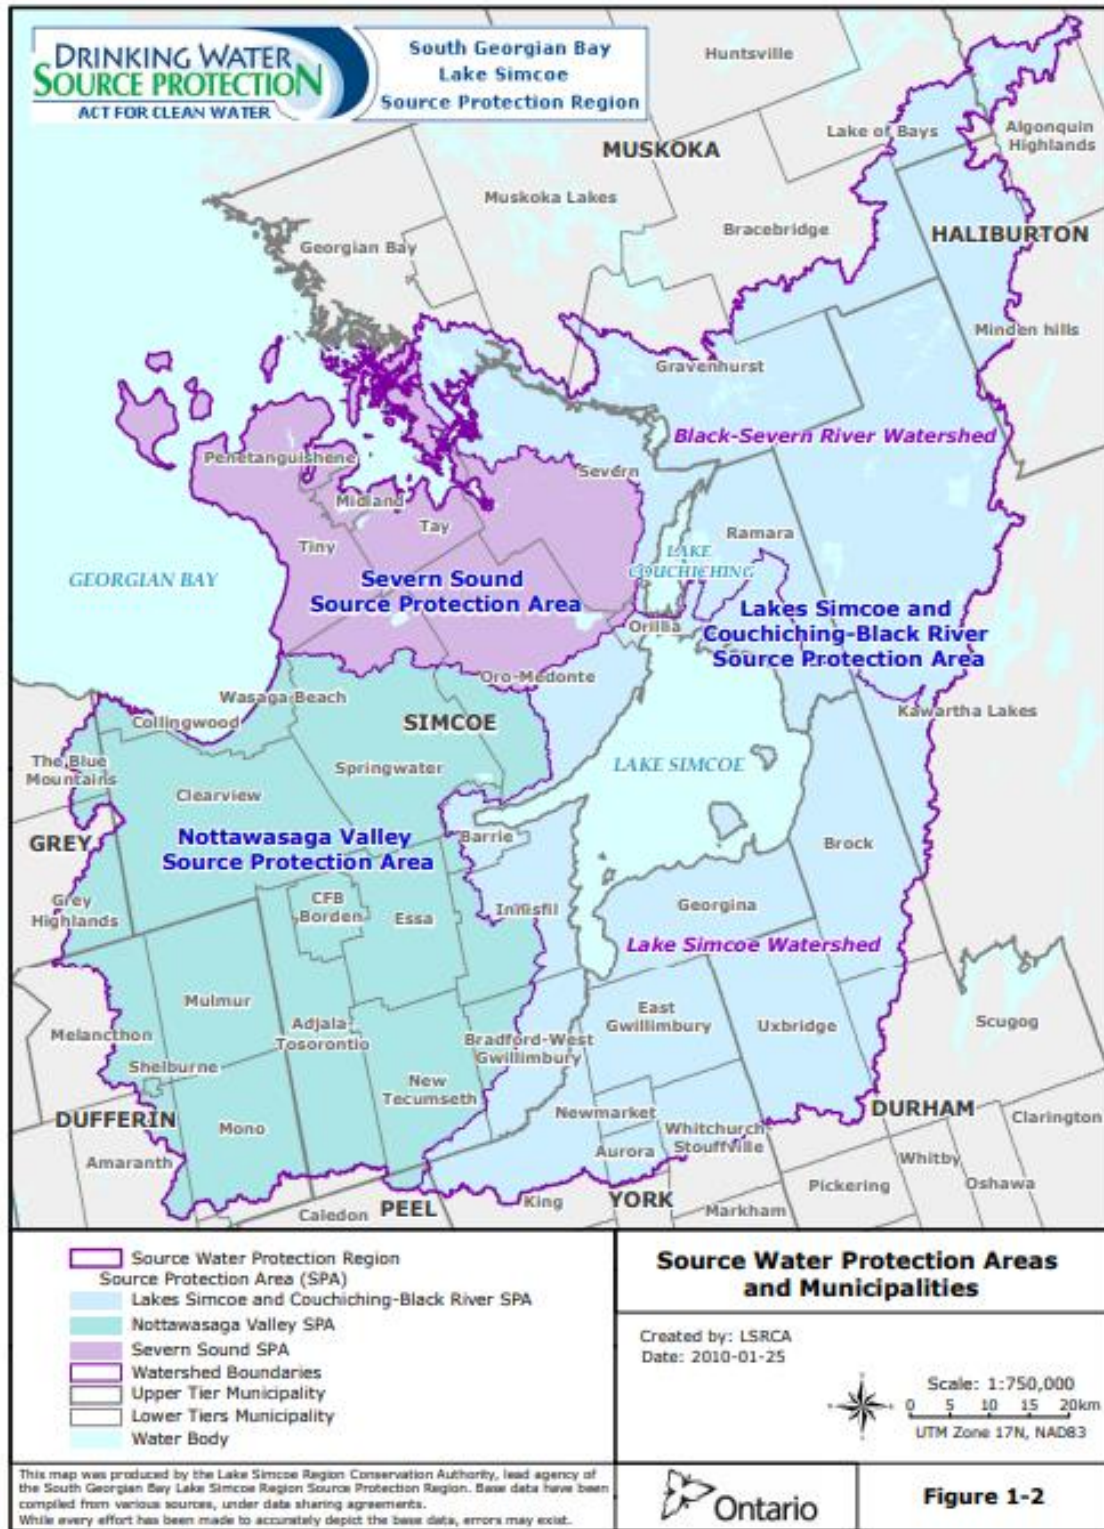 DRINKING WATER
SOURCE PROTECTION
ACT FOR CLEAN WATER
South Georgian Bay
Lake Simcoe
Source Protection Region
Huntsville
Lake of Bays
Algonquin
Highlands
MUSKOKA
Muskoka Lakes
Bracebridge
HALIBURTON
Georgian Bay
Minden hills
Gravenhurst
Black-Severn River Watershed
Penetanguishene
Severn
Midland
Tay
Ramara
Tiny
LAKE
COUCHICHING
GEORGIAN BAY
Severn Sound
Source Protection Area
Lakes Simcoe and
Couchiching-Black River
Source Protection Area
Orillia
Oro-Medonte
Wasaga Beach
Collingwood
SIMCOE
Kawartha Lakes
The Blue
Mountains
Springwater
LAKE SIMCOE
Clearview
GREY
Nottawasaga Valley
Source Protection Area
Barrie
Brock
Grey
Highlands
CFB
Borden
Essa
Innisfil
Georgina
Lake Simcoe Watershed
Mulmur
East
Gwillimbury
Uxbridge
Scugog
Melancthon
Adjala-
Tosorontio
Bradford-West
Gwillimbury
Shelburne
New
Tecumseth
DUFFERIN
Mono
Newmarket
Whitchurch-
Stouffville
DURHAM
Clarington
Amaranth
Aurora
Whitby
Oshawa
Pickering
Caledon
PEEL
King
YORK
Markham
Source Water Protection Region
Source Protection Area (SPA)
Lakes Simcoe and Couchiching-Black River SPA
Nottawasaga Valley SPA
Severn Sound SPA
Watershed Boundaries
Upper Tier Municipality
Lower Tiers Municipality
Water Body
Source Water Protection Areas
and Municipalities
Created by: LSRCA
Date: 2010-01-25
Scale: 1:750,000
0 5 10 15 20km
UTM Zone 17N, NAD83
This map was produced by the Lake Simcoe Region Conservation Authority, lead agency of
the South Georgian Bay Lake Simcoe Region Source Protection Region. Base data have been
compiled from various sources, under data sharing agreements.
While every effort has been made to accurately depict the base data, errors may exist.
Ontario
Figure 1-2